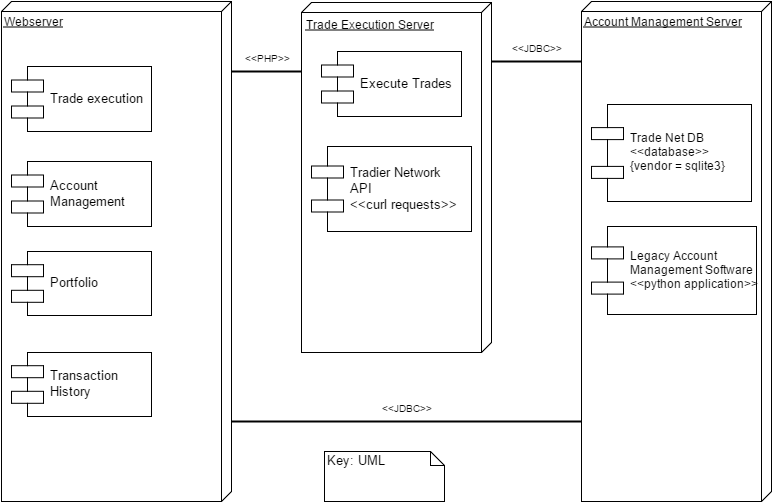 Webserver
Trade execution
Account
Management
Portfolio
Transaction
History
<<PHP>>
Trade Execution Server
Execute Trades
Tradier Network
API
<<curl requests>>
<<JDBC>>
Account Management Server
Trade Net DB
<<database>>
{vendor = sqlite3}
Legacy Account
Management Software
<<python application>>
<<JDBC>>
Key: UML